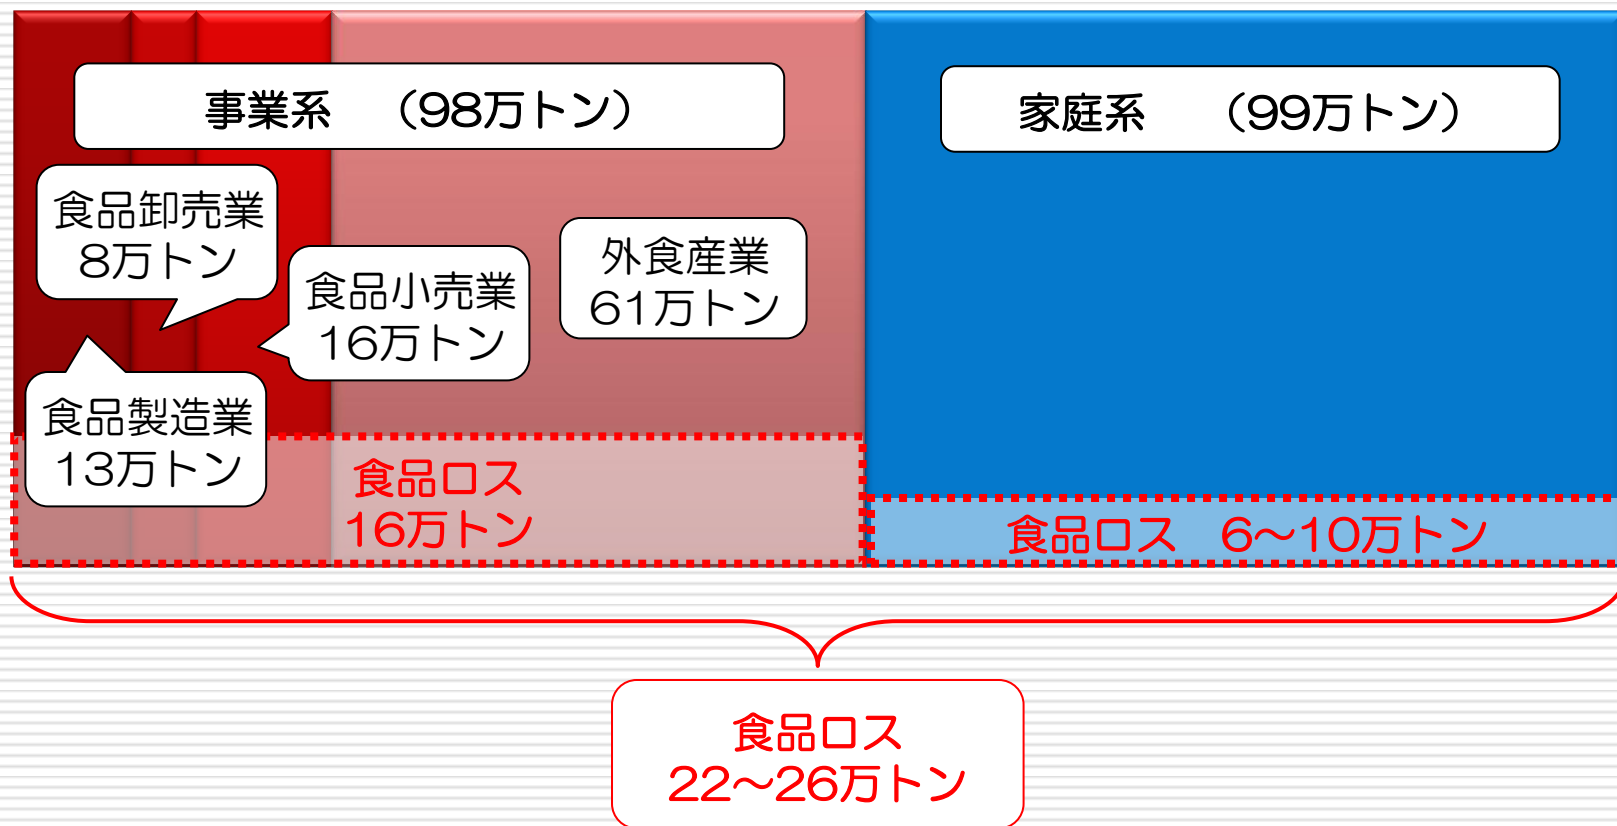 事業系　（98万トン）
家庭系　　（99万トン）
食品卸売業
8万トン
食品小売業
16万トン
外食産業
61万トン
食品製造業
13万トン
食品ロス
16万トン
食品ロス　6～10万トン
食品ロス
22～26万トン